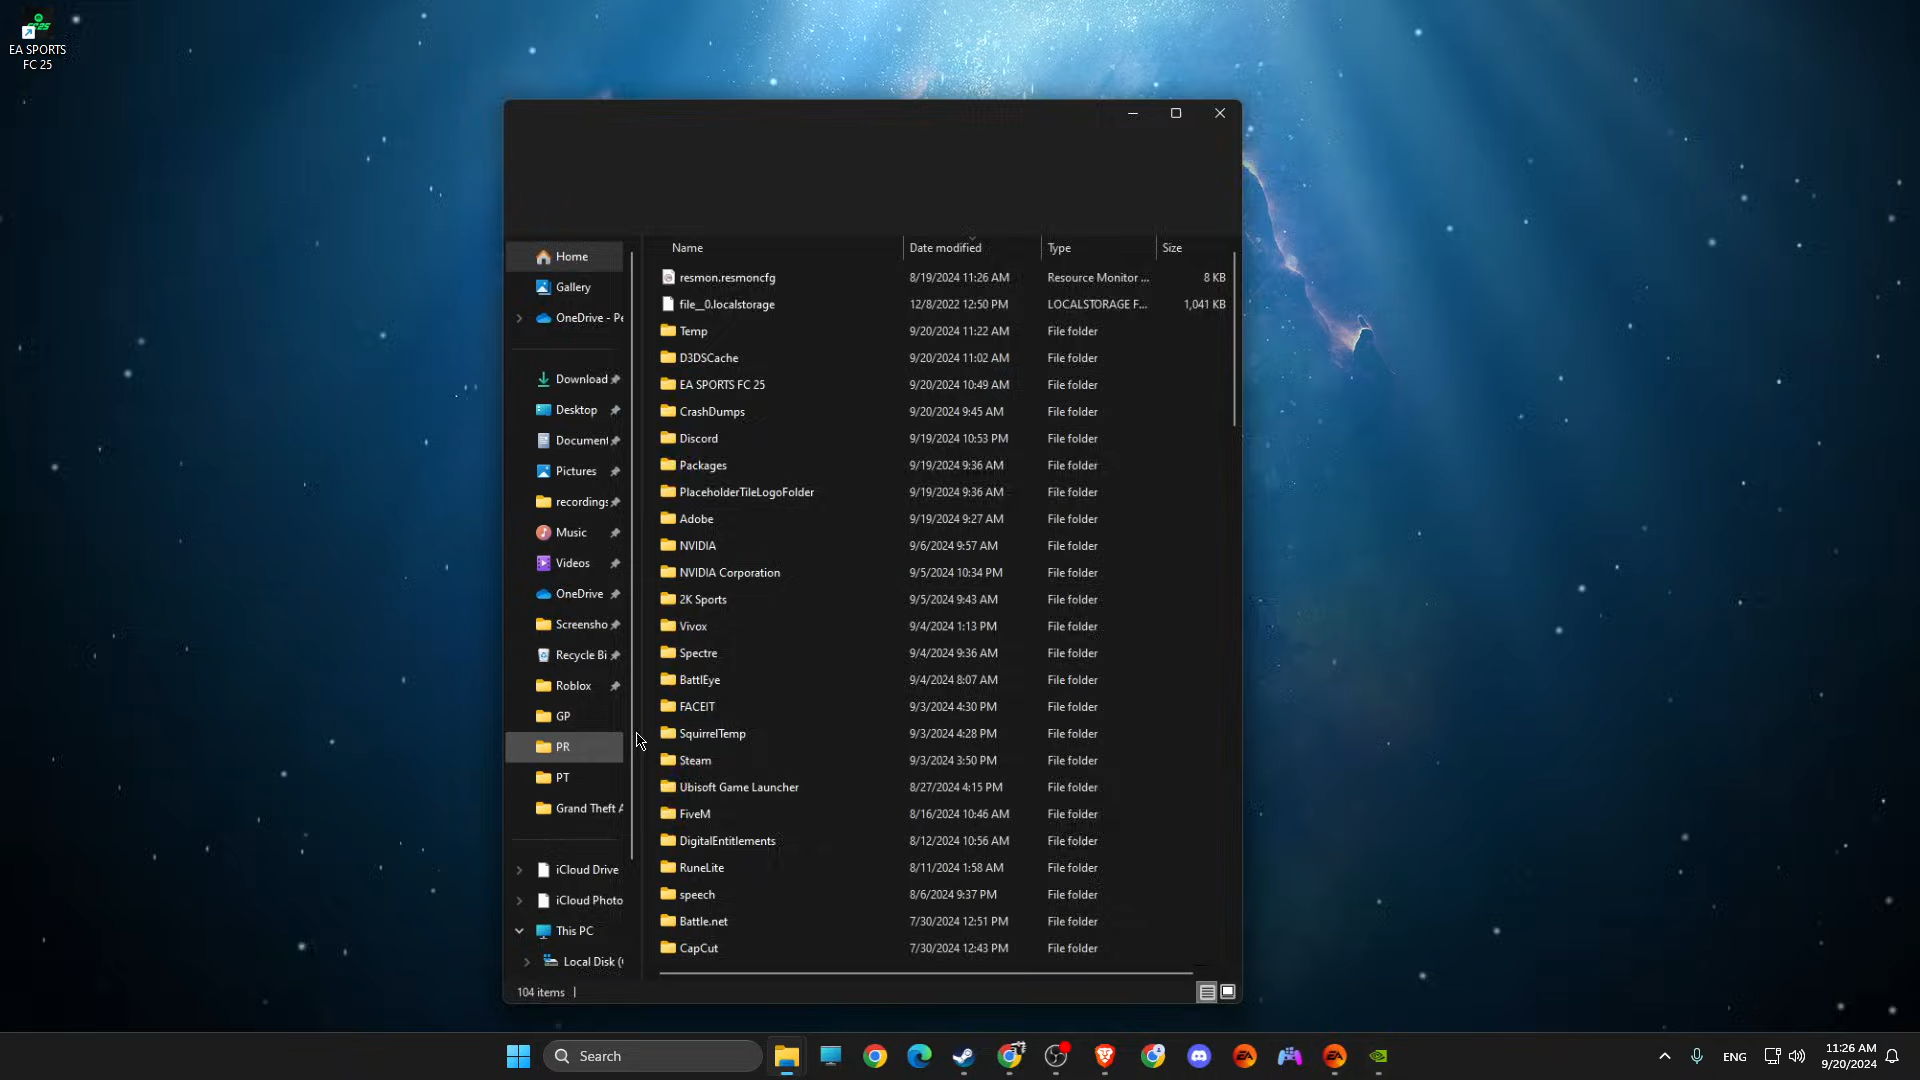 EA SPORTS
FC 25
Name
Date modified
Type
Size
Home
Gallery
OneDrive - Pe
Download
Desktop
Document
Pictures
recordings
Music
Videos
OneDrive
Screensho
Recycle Bi
Roblox
GP
PR
PT
Grand Theft A
iCloud Drive
iCloud Photo
This PC
Local Disk (
resmon.resmoncfg 8/19/2024 11:26 AM Resource Monitor ... 8 KB
file__0.localstorage 12/8/2022 12:50 PM LOCALSTORAGE F... 1,041 KB
Temp 9/20/2024 11:22 AM File folder
D3DSCache 9/20/2024 11:02 AM File folder
EA SPORTS FC 25 9/20/2024 10:49 AM File folder
CrashDumps 9/20/2024 9:45 AM File folder
Discord 9/19/2024 10:53 PM File folder
Packages 9/19/2024 9:36 AM File folder
PlaceholderTileLogoFolder 9/19/2024 9:36 AM File folder
Adobe 9/19/2024 9:27 AM File folder
NVIDIA 9/6/2024 9:57 AM File folder
NVIDIA Corporation 9/5/2024 10:34 PM File folder
2K Sports 9/5/2024 9:43 AM File folder
Vivox 9/4/2024 1:13 PM File folder
Spectre 9/4/2024 9:36 AM File folder
BattlEye 9/4/2024 8:07 AM File folder
FACEIT 9/3/2024 4:30 PM File folder
SquirrelTemp 9/3/2024 4:28 PM File folder
Steam 9/3/2024 3:50 PM File folder
Ubisoft Game Launcher 8/27/2024 4:15 PM File folder
FiveM 8/16/2024 10:46 AM File folder
DigitalEntitlements 8/12/2024 10:56 AM File folder
RuneLite 8/11/2024 1:58 AM File folder
speech 8/6/2024 9:37 PM File folder
Battle.net 7/30/2024 12:51 PM File folder
CapCut 7/30/2024 12:43 PM File folder
104 items
Search
ENG
11:26 AM
9/20/2024